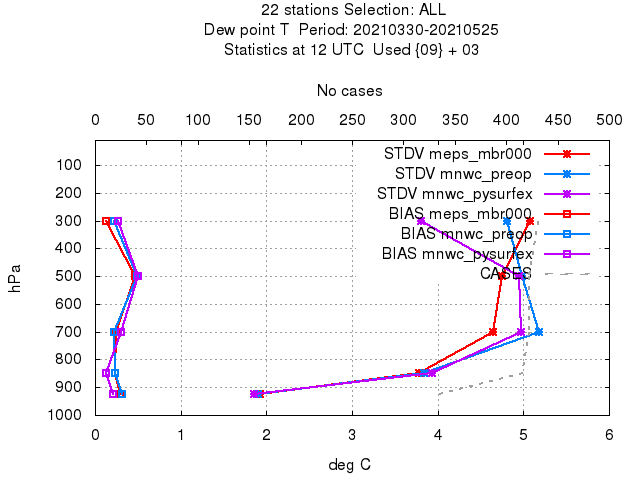 22 stations Selection: ALL
Dew point T  Period: 20210330-20210525
Statistics at 12 UTC  Used {09} + 03
No cases
0 50 100 150 200 250 300 350 400 450 500
STDV meps_mbr000
STDV mnwc_preop
STDV mnwc_pysurfex
BIAS meps_mbr000
BIAS mnwc_preop
BIAS mnwc_pysurfex
CASES
100
200
300
400
500
600
700
800
900
1000
hPa
0 1 2 3 4 5 6
deg C